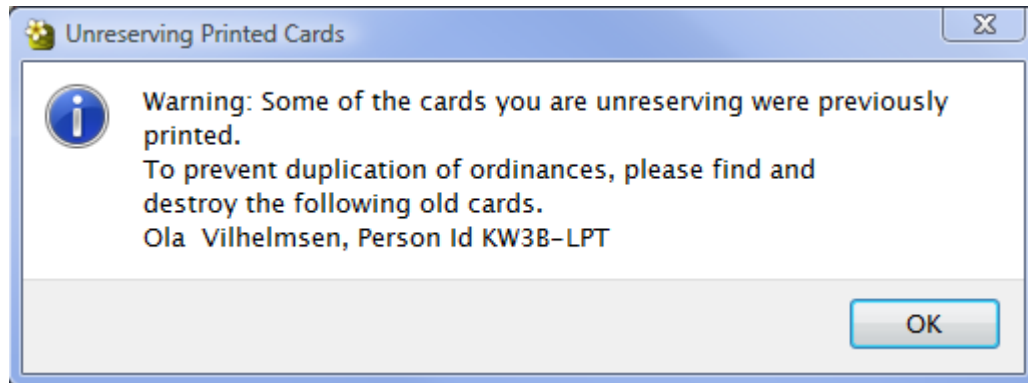 Unreserving Printed Cards
Warning: Some of the cards you are unreserving were previously
printed.
To prevent duplication of ordinances, please find and
destroy the following old cards.
Ola  Vilhelmsen, Person Id KW3B-LPT
OK